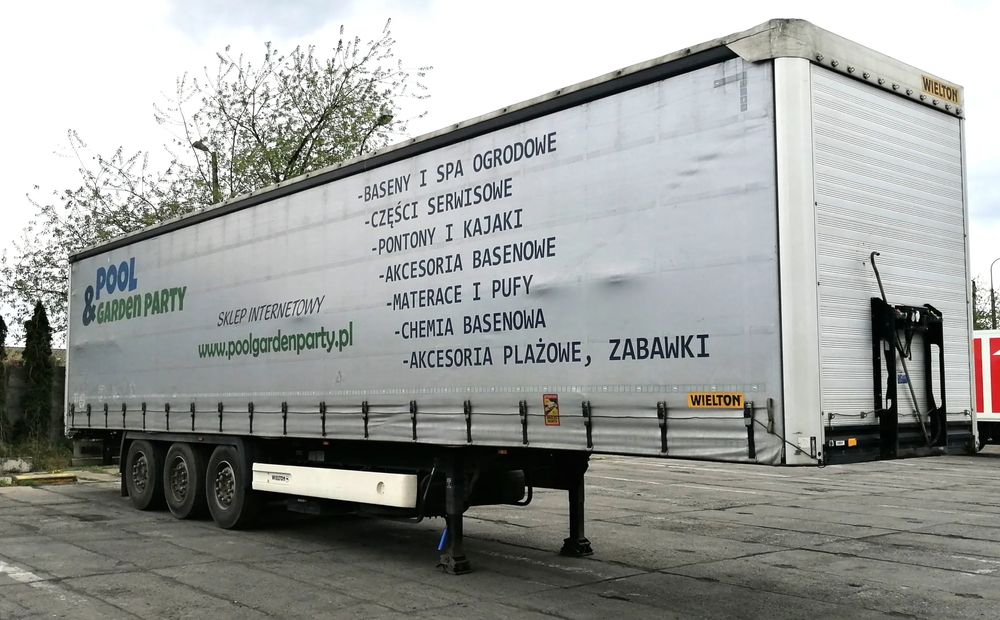 WIELTON
-BASENY I SPA OGRODOWE
-CZĘŚCI SERWISOWE
-PONTONY I KAJAKI
-AKCESORIA BASENOWE
-MATERACE I PUFY
-CHEMIA BASENOWA
-AKCESORIA PLAŻOWE, ZABAWKI
POOL
& GARDEN PARTY
SKLEP INTERNETOWY
www.poolgardenparty.pl
WIELTON
WIELTON